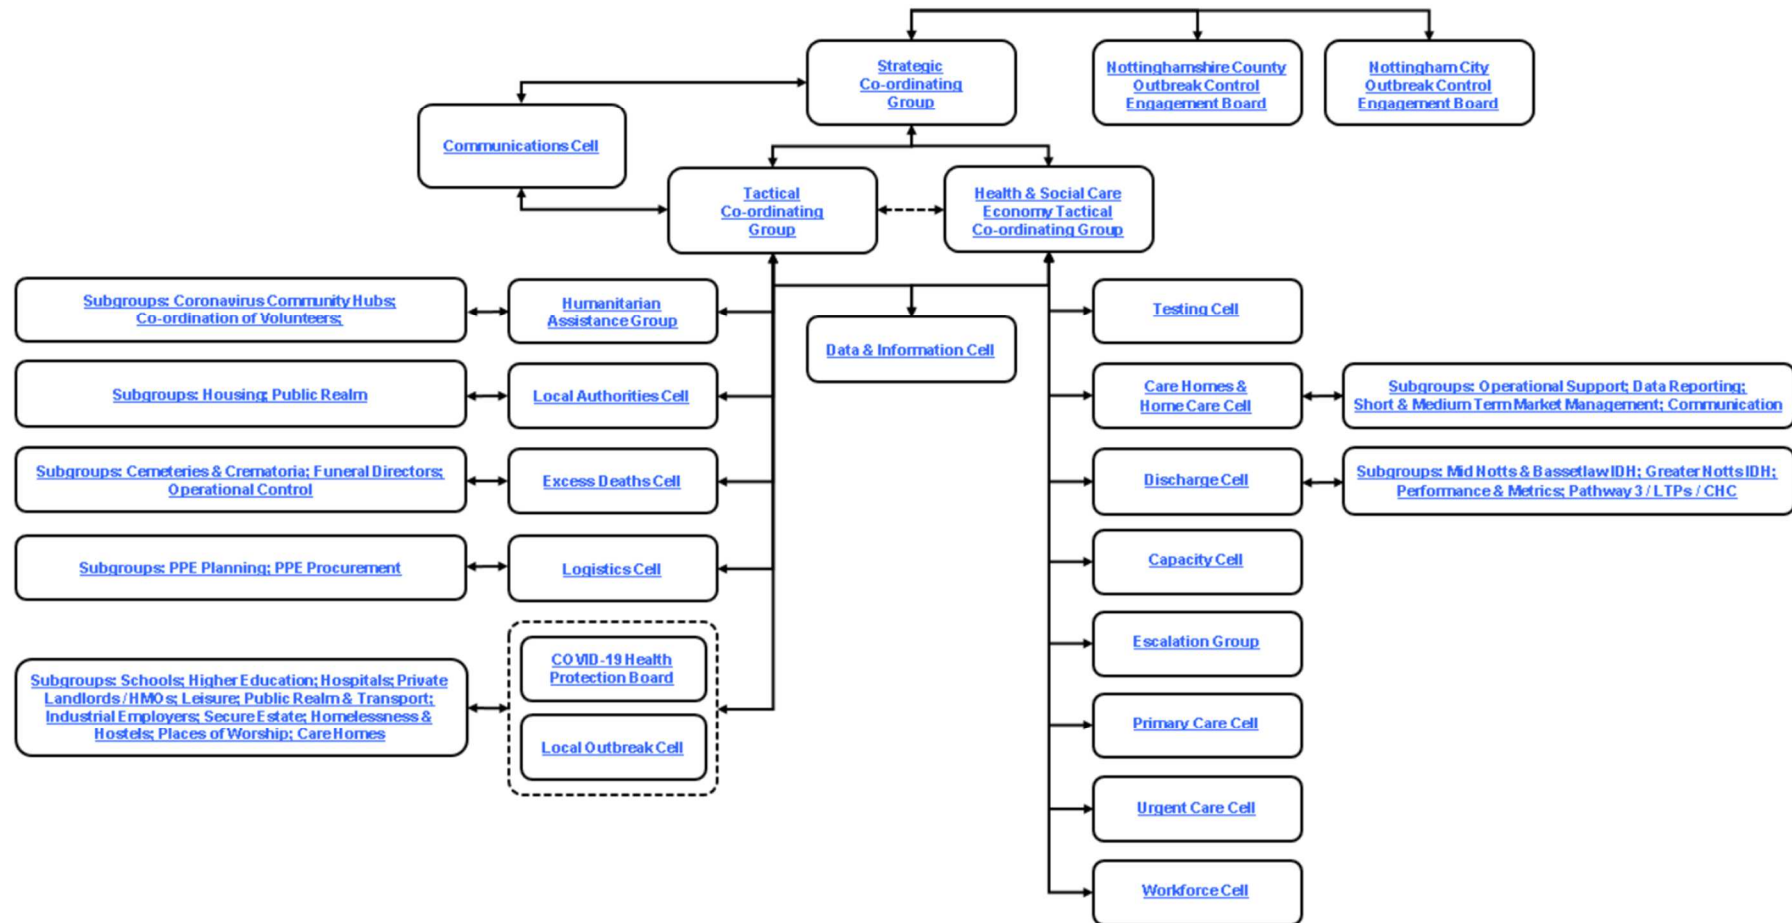 Strategic
Co-ordinating
Group
Nottinghamshire County
Outbreak Control
Engagement Board
Nottingham City
Outbreak Control
Engagement Board
Communications Cell
Tactical
Co-ordinating
Group
Health & Social Care
Economy Tactical
Co-ordinating Group
Subgroups: Coronavirus Community Hubs;
Co-ordination of Volunteers;
Humanitarian
Assistance Group
Data & Information Cell
Testing Cell
Subgroups: Housing; Public Realm
Local Authorities Cell
Care Homes &
Home Care Cell
Subgroups: Operational Support; Data Reporting;
Short & Medium Term Market Management; Communication
Subgroups: Cemeteries & Crematoria; Funeral Directors;
Operational Control
Excess Deaths Cell
Discharge Cell
Subgroups: Mid Notts & Bassetlaw IDH; Greater Notts IDH;
Performance & Metrics; Pathway 3 / LTPs / CHC
Subgroups: PPE Planning; PPE Procurement
Logistics Cell
Capacity Cell
Escalation Group
Subgroups: Schools; Higher Education; Hospitals; Private
Landlords / HMOs; Leisure; Public Realm & Transport;
Industrial Employers; Secure Estate; Homelessness &
Hostels; Places of Worship; Care Homes
COVID-19 Health
Protection Board
Local Outbreak Cell
Primary Care Cell
Urgent Care Cell
Workforce Cell